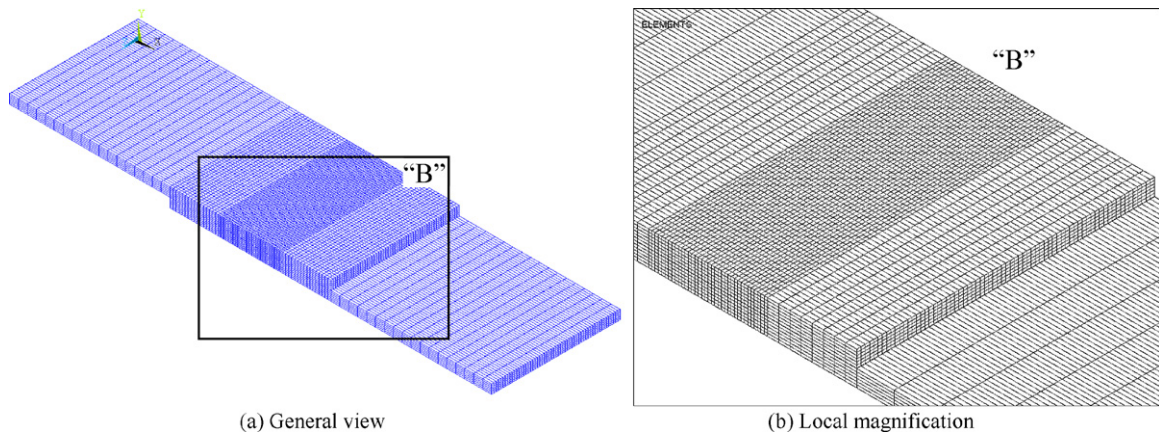 Y
X
"B"
(a) General view
ELEMENTS
"B"
(b) Local magnification